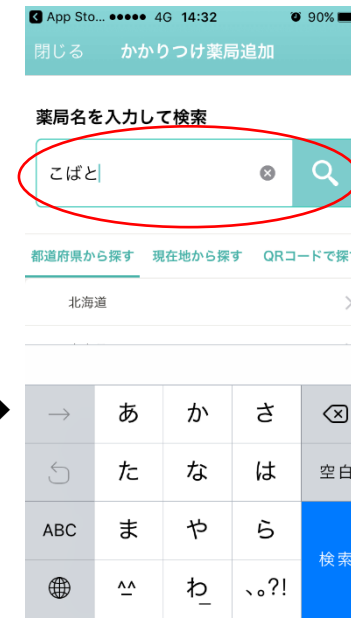 App Sto... ●●●●● 4G 14:32 90%
閉じる かかりつけ薬局追加
薬局名を入力して検索
こばと
都道府県から探す 現在地から探す QRコードで探す
北海道
→ あ か さ
た な は 空白
ABC ま や ら
^^ わ_ 、。?! 検索